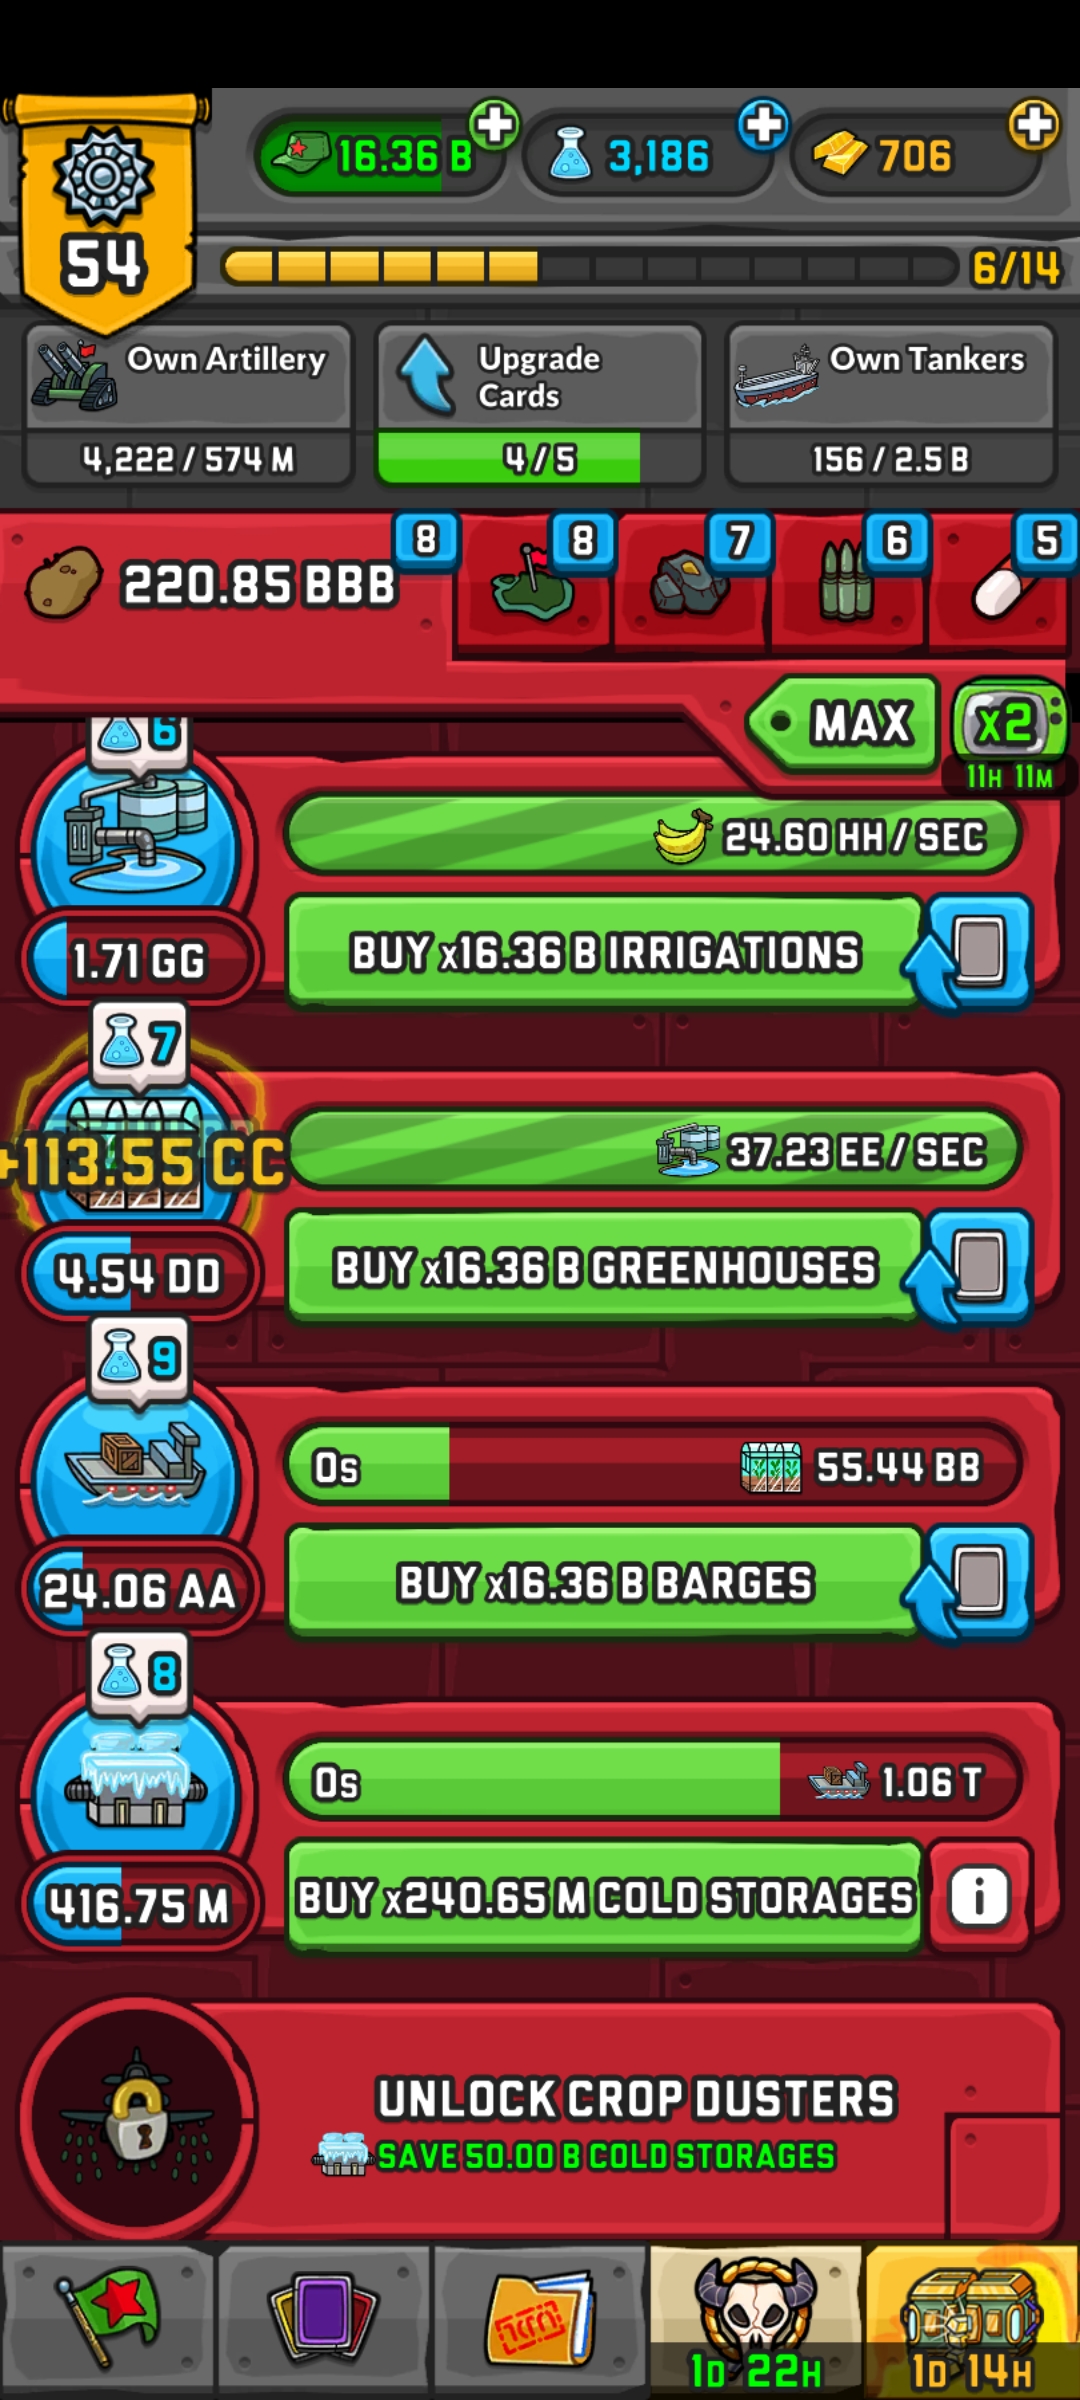 16.36 B
3,186
706
54
6/14
Own Artillery
4,222 / 574 M
Upgrade
Cards
4 / 5
Own Tankers
156 / 2.5 B
220.85 BBB
8
8
7
6
5
MAX
x2
11H 11M
6
24.60 HH / SEC
1.71 GG
BUY x16.36 B IRRIGATIONS
7
+113.55 CC
37.23 EE / SEC
4.54 DD
BUY x16.36 B GREENHOUSES
9
0s
55.44 BB
24.06 AA
BUY x16.36 B BARGES
8
0s
1.06 T
416.75 M
BUY x240.65 M COLD STORAGES
i
UNLOCK CROP DUSTERS
SAVE 50.00 B COLD STORAGES
1D 22H
1D 14H